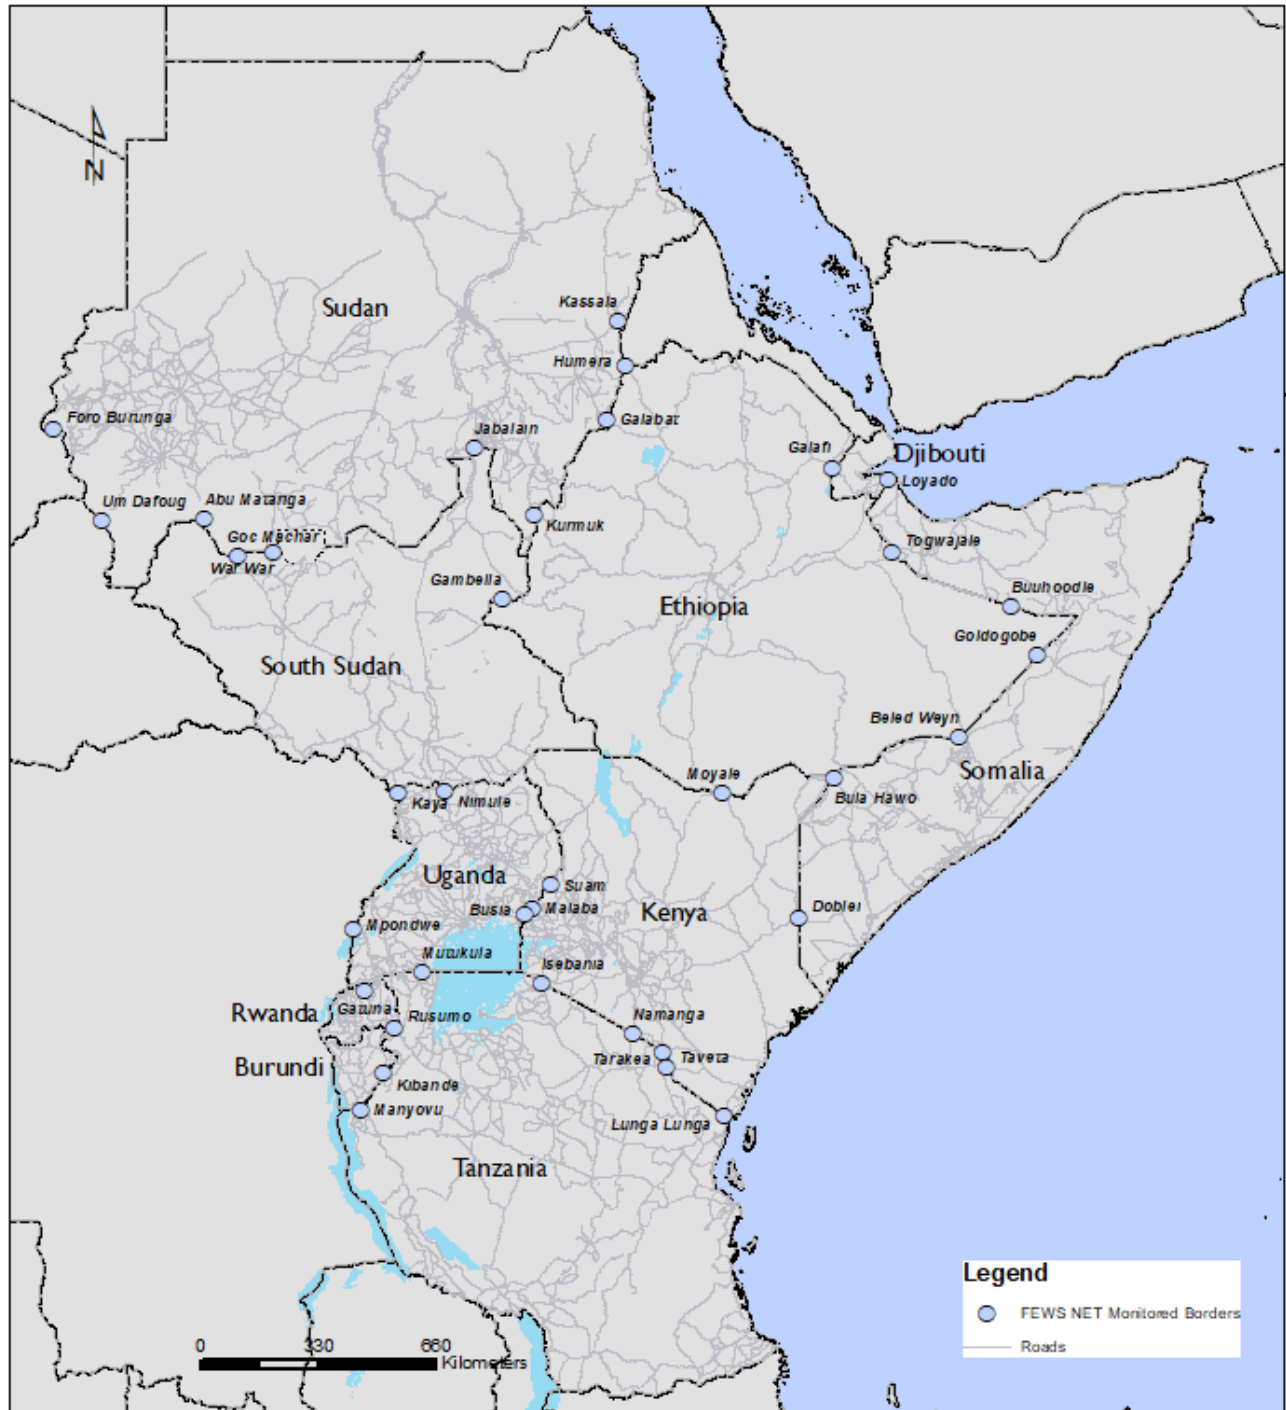 N
Sudan
Kassala
Humera
Foro Burunga
Galabat
Jabalain
Galafi
Djibouti
Loyado
Um Dafoug
Abu Matanga
Goc Machar
War War
Kurmuk
Togwajale
Gambella
Ethiopia
Buuhoodle
Goldogobe
South Sudan
Beled Weyn
Somalia
Moyale
Bula Hawo
Kaya
Nimule
Uganda
Suam
Busia
Malaba
Kenya
Doblei
Mpondwe
Mutukula
Isebania
Rwanda
Gatuna
Rusumo
Namanga
Burundi
Tarakea
Taveta
Kibande
Manyovu
Lunga Lunga
Tanzania
Legend
FEWS NET Monitored Borders
Roads
0 330 660
Kilometers